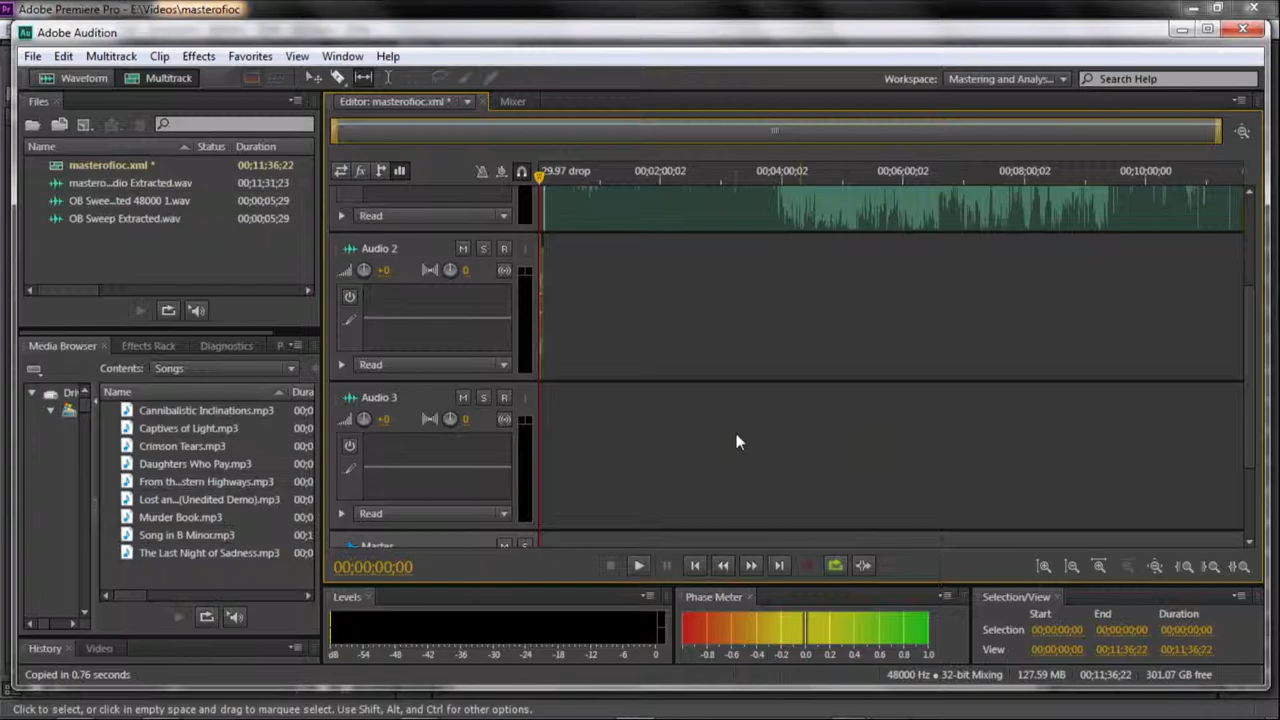 Adobe Premiere Pro - E:\Videos\masterofioc
Adobe Audition
File Edit Multitrack Clip Effects Favorites View Window Help
Waveform Multitrack Workspace: Mastering and Analys... Search Help
Files Editor: masterofioc.xml * Mixer
Name Status Duration
masterofioc.xml * 00;11;36;22
mastero...dio Extracted.wav 00;11;31;23
OB Swee...ted 48000 1.wav 00;00;05;29
OB Sweep Extracted.wav 00;00;05;29
fx 29.97 drop 00;02;00;02 00;04;00;02 00;06;00;02 00;08;00;02 00;10;00;00
Read
Audio 2 M S R
+0 0
Read
Audio 3 M S R
+0 0
Read
Master M S
Media Browser Effects Rack Diagnostics P
Contents: Songs
Dri Name Dura
Cannibalistic Inclinations.mp3 00;0
Captives of Light.mp3 00;0
Crimson Tears.mp3 00;0
Daughters Who Pay.mp3 00;0
From th...stern Highways.mp3 00;0
Lost an...(Unedited Demo).mp3 00;0
Murder Book.mp3 00;0
Song in B Minor.mp3 00;1
The Last Night of Sadness.mp3 00;0
00;00;00;00
Levels
dB -54 -48 -42 -36 -30 -24 -18 -12 -6 0
Phase Meter
-0.8 -0.6 -0.4 -0.2 0.0 0.2 0.4 0.6 0.8 1.0
Selection/View
Start End Duration
Selection 00;00;00;00 00;00;00;00 00;00;00;00
View 00;00;00;00 00;11;36;22 00;11;36;22
History Video
Copied in 0.76 seconds 48000 Hz • 32-bit Mixing 127.59 MB 00;11;36;22 301.07 GB free
Click to select, or click in empty space and drag to marquee select. Use Shift, Alt, and Ctrl for other options.